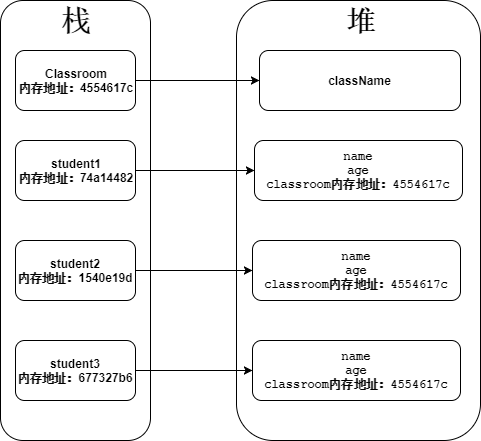 栈
堆
Classroom
内存地址：4554617c
className
student1
内存地址：74a14482
name
age
classroom内存地址：4554617c
student2
内存地址：1540e19d
name
age
classroom内存地址：4554617c
student3
内存地址：677327b6
name
age
classroom内存地址：4554617c